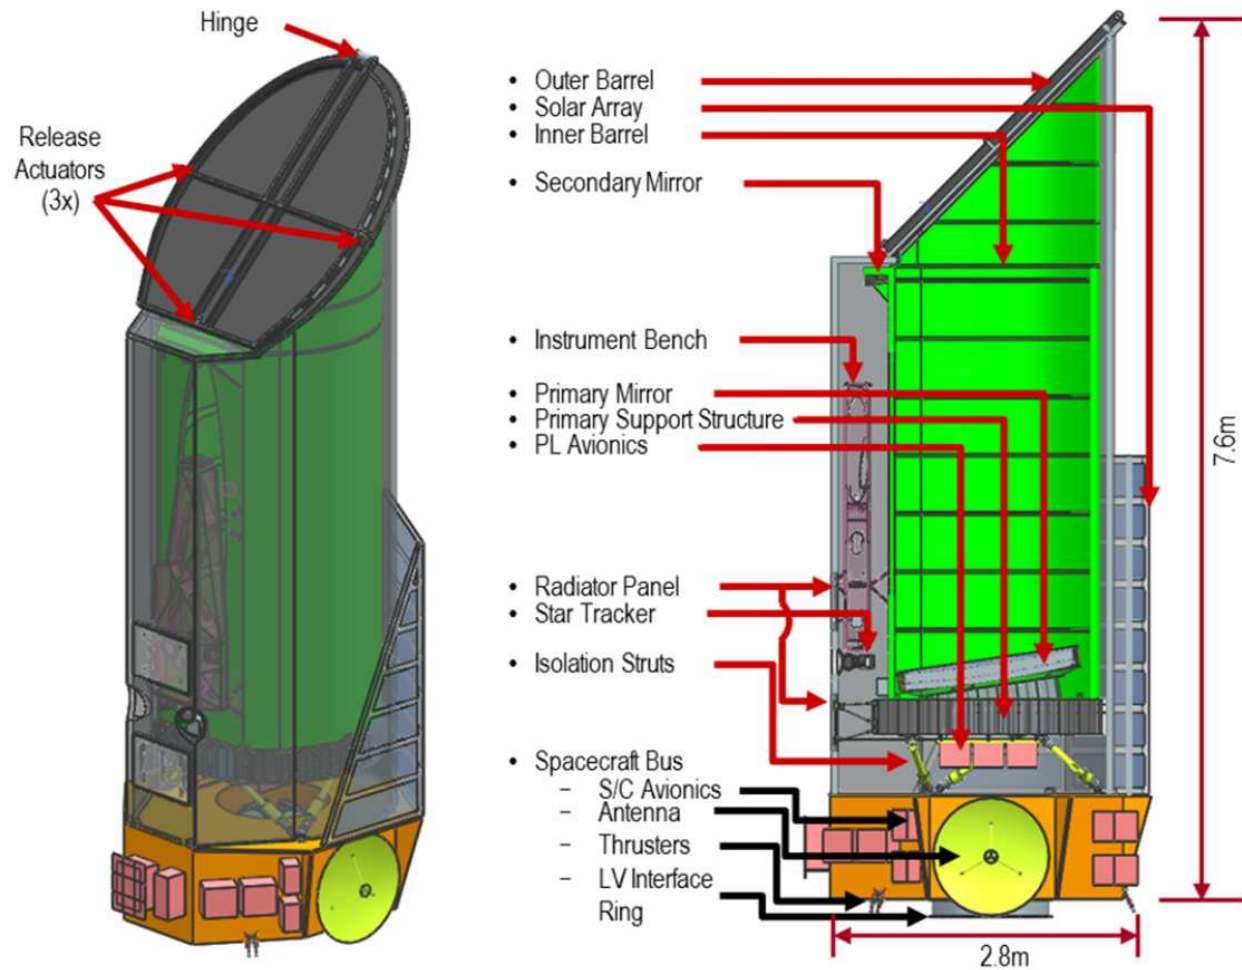 Hinge
Release
Actuators
(3x)
• Outer Barrel
• Solar Array
• Inner Barrel
• Secondary Mirror
• Instrument Bench
• Primary Mirror
• Primary Support Structure
• PL Avionics
• Radiator Panel
• Star Tracker
• Isolation Struts
• Spacecraft Bus
– S/C Avionics
– Antenna
– Thrusters
– LV Interface
Ring
7.6m
2.8m